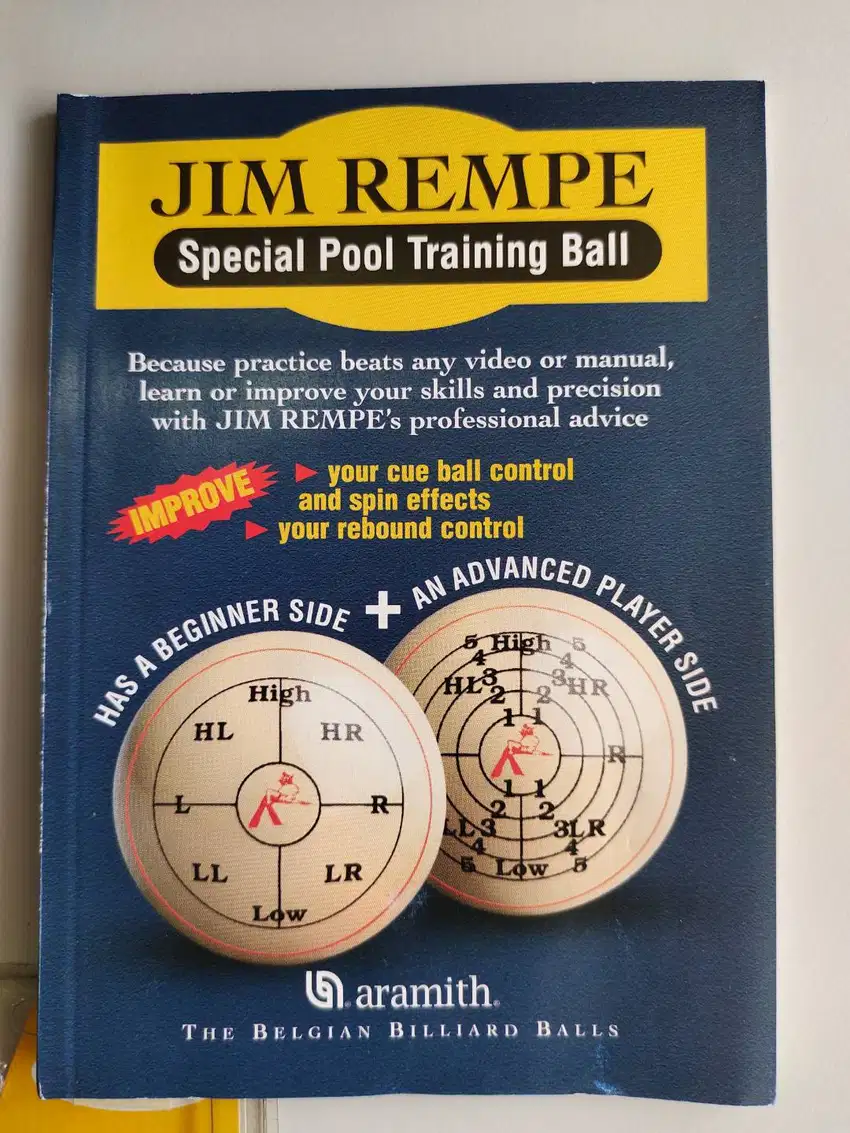 JIM REMPE
Special Pool Training Ball
Because practice beats any video or manual,
learn or improve your skills and precision
with JIM REMPE's professional advice
IMPROVE
your cue ball control
and spin effects
your rebound control
HAS A BEGINNER SIDE + AN ADVANCED PLAYER SIDE
High
HL HR
L R
LL LR
Low
5 High 5
4 4
HL 3 3 HR
2 2
1 1
R
1 1
2 2
LL 3 3 LR
4 4
5 Low 5
aramith®
THE BELGIAN BILLIARD BALLS